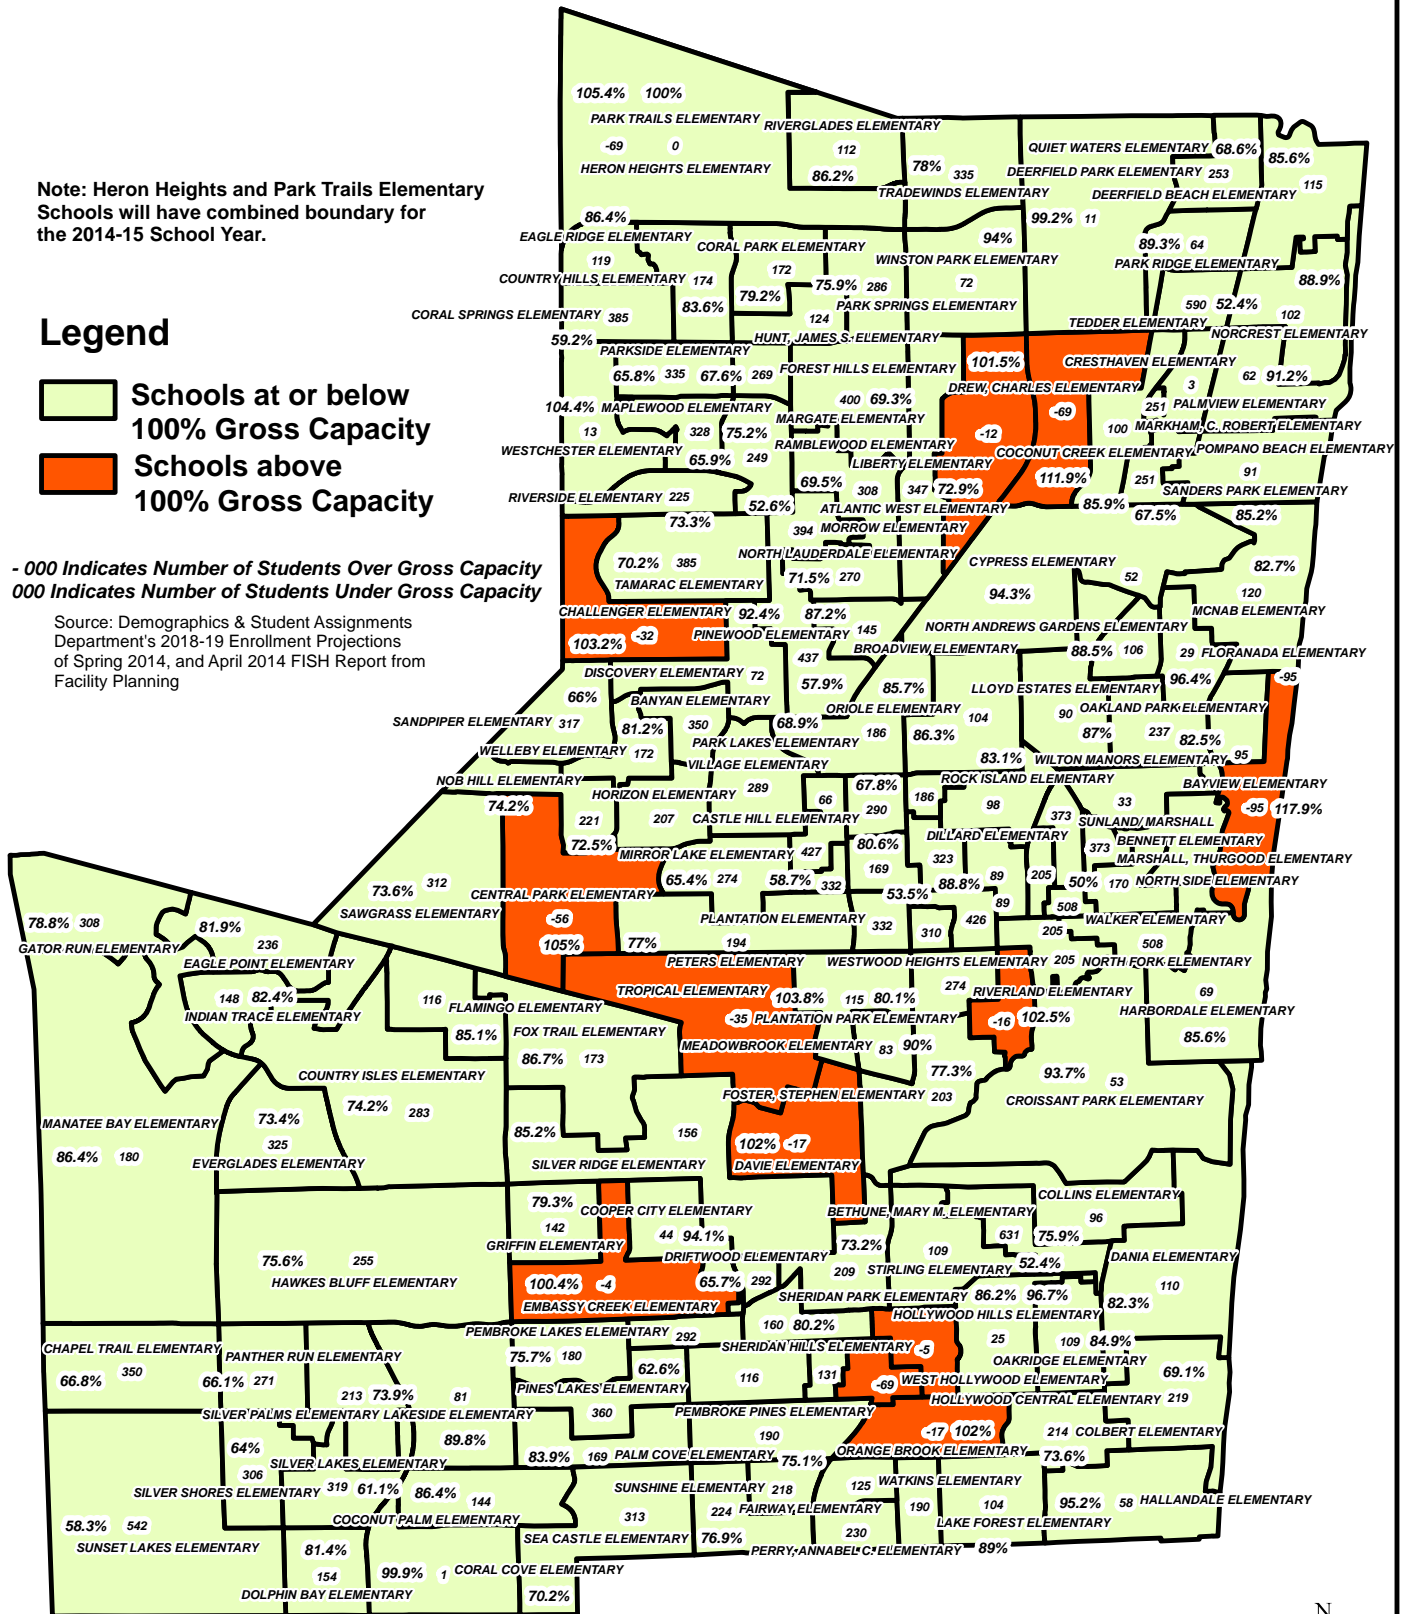 105.4% 100%
PARK TRAILS ELEMENTARY
-69 0
HERON HEIGHTS ELEMENTARY
RIVERGLADES ELEMENTARY
112
86.2%
78% 335
TRADEWINDS ELEMENTARY
QUIET WATERS ELEMENTARY 68.6%
85.6%
DEERFIELD PARK ELEMENTARY 253
115
DEERFIELD BEACH ELEMENTARY
99.2% 11
Note: Heron Heights and Park Trails Elementary
Schools will have combined boundary for
the 2014-15 School Year.
86.4%
EAGLE RIDGE ELEMENTARY
119
CORAL PARK ELEMENTARY
172
79.2%
94%
WINSTON PARK ELEMENTARY
72
89.3% 64
PARK RIDGE ELEMENTARY
88.9%
COUNTRY HILLS ELEMENTARY 174
83.6%
75.9% 286
PARK SPRINGS ELEMENTARY
590 52.4%
TEDDER ELEMENTARY
102
NORCREST ELEMENTARY
CORAL SPRINGS ELEMENTARY 385
59.2%
124
HUNT, JAMES S. ELEMENTARY
Legend
Schools at or below
100% Gross Capacity
Schools above
100% Gross Capacity
- 000 Indicates Number of Students Over Gross Capacity
000 Indicates Number of Students Under Gross Capacity
Source: Demographics & Student Assignments
Department's 2018-19 Enrollment Projections
of Spring 2014, and April 2014 FISH Report from
Facility Planning
PARKSIDE ELEMENTARY
65.8% 335 67.6% 269
FOREST HILLS ELEMENTARY
101.5%
CRESTHAVEN ELEMENTARY
DREW, CHARLES ELEMENTARY
62 91.2%
3
104.4% MAPLEWOOD ELEMENTARY
400 69.3%
MARGATE ELEMENTARY
-69
251
PALMVIEW ELEMENTARY
13
328 75.2%
-12
100 MARKHAM, C. ROBERT ELEMENTARY
WESTCHESTER ELEMENTARY
65.9% 249
RAMBLEWOOD ELEMENTARY
LIBERTY ELEMENTARY
COCONUT CREEK ELEMENTARY
POMPANO BEACH ELEMENTARY
91
69.5% 308 347 72.9%
111.9% 251
SANDERS PARK ELEMENTARY
RIVERSIDE ELEMENTARY 225
52.6%
ATLANTIC WEST ELEMENTARY
85.9% 67.5% 85.2%
73.3%
394 MORROW ELEMENTARY
70.2% 385
TAMARAC ELEMENTARY
NORTH LAUDERDALE ELEMENTARY
71.5% 270
CYPRESS ELEMENTARY
52
82.7%
94.3%
120
MCNAB ELEMENTARY
CHALLENGER ELEMENTARY 92.4% 87.2%
103.2% -32
PINEWOOD ELEMENTARY 145
NORTH ANDREWS GARDENS ELEMENTARY
88.5% 106
29 FLORANADA ELEMENTARY
BROADVIEW ELEMENTARY
437
57.9%
DISCOVERY ELEMENTARY 72
96.4% -95
66%
BANYAN ELEMENTARY
85.7%
ORIOLE ELEMENTARY
LLOYD ESTATES ELEMENTARY
90 OAKLAND PARK ELEMENTARY
SANDPIPER ELEMENTARY 317
81.2% 350 68.9%
186 86.3% 104
87% 237 82.5%
PARK LAKES ELEMENTARY
WELLEBY ELEMENTARY 172
VILLAGE ELEMENTARY
83.1%
WILTON MANORS ELEMENTARY 95
NOB HILL ELEMENTARY
289
67.8%
ROCK ISLAND ELEMENTARY
BAYVIEW ELEMENTARY
HORIZON ELEMENTARY
74.2%
66
186 98
33
-95 117.9%
221
207
CASTLE HILL ELEMENTARY 290
373 SUNLAND/ MARSHALL
72.5%
DILLARD ELEMENTARY
BENNETT ELEMENTARY
MIRROR LAKE ELEMENTARY 427
80.6%
323
373
MARSHALL, THURGOOD ELEMENTARY
65.4% 274 58.7% 332
169
53.5% 88.8% 89
205 50% 170 NORTH SIDE ELEMENTARY
73.6% 312
SAWGRASS ELEMENTARY
CENTRAL PARK ELEMENTARY
-56
105%
89
508
PLANTATION ELEMENTARY
332 310 426
WALKER ELEMENTARY
205
508
78.8% 308
GATOR RUN ELEMENTARY
81.9%
236
EAGLE POINT ELEMENTARY
77% 194
PETERS ELEMENTARY
WESTWOOD HEIGHTS ELEMENTARY 205 NORTH FORK ELEMENTARY
148 82.4%
INDIAN TRACE ELEMENTARY
116
FLAMINGO ELEMENTARY
85.1%
TROPICAL ELEMENTARY
103.8% 115 80.1%
274
RIVERLAND ELEMENTARY
69
HARBORDALE ELEMENTARY
-35 PLANTATION PARK ELEMENTARY
-16 102.5%
85.6%
FOX TRAIL ELEMENTARY
86.7% 173
MEADOWBROOK ELEMENTARY 83 90%
COUNTRY ISLES ELEMENTARY
74.2% 283
77.3%
93.7% 53
CROISSANT PARK ELEMENTARY
FOSTER, STEPHEN ELEMENTARY 203
MANATEE BAY ELEMENTARY
86.4% 180
73.4%
325
EVERGLADES ELEMENTARY
85.2% 156
SILVER RIDGE ELEMENTARY
102% -17
DAVIE ELEMENTARY
79.3%
142
GRIFFIN ELEMENTARY
COOPER CITY ELEMENTARY
44 94.1%
BETHUNE, MARY M. ELEMENTARY
COLLINS ELEMENTARY
96
631 75.9%
73.2%
109
75.6% 255
HAWKES BLUFF ELEMENTARY
DRIFTWOOD ELEMENTARY
209 STIRLING ELEMENTARY
52.4%
DANIA ELEMENTARY
110
82.3%
100.4% -4
EMBASSY CREEK ELEMENTARY
65.7% 292
SHERIDAN PARK ELEMENTARY
86.2% 96.7%
HOLLYWOOD HILLS ELEMENTARY
160 80.2%
CHAPEL TRAIL ELEMENTARY
66.8% 350
PEMBROKE LAKES ELEMENTARY
292
SHERIDAN HILLS ELEMENTARY -5
25 109 84.9%
OAKRIDGE ELEMENTARY
69.1%
PANTHER RUN ELEMENTARY
66.1% 271
75.7% 180
62.6%
116 131
-69 WEST HOLLYWOOD ELEMENTARY
PINES LAKES ELEMENTARY
213 73.9% 81
360
HOLLYWOOD CENTRAL ELEMENTARY 219
SILVER PALMS ELEMENTARY LAKESIDE ELEMENTARY
PEMBROKE PINES ELEMENTARY
190
-17 102%
214 COLBERT ELEMENTARY
64%
89.8%
83.9% 169 PALM COVE ELEMENTARY
75.1%
ORANGE BROOK ELEMENTARY
73.6%
SILVER LAKES ELEMENTARY
306
SILVER SHORES ELEMENTARY 319 61.1% 86.4% 144
SUNSHINE ELEMENTARY 218
125
WATKINS ELEMENTARY
COCONUT PALM ELEMENTARY
313
224
FAIRWAY ELEMENTARY
190 104
95.2% 58 HALLANDALE ELEMENTARY
58.3% 542
SUNSET LAKES ELEMENTARY
SEA CASTLE ELEMENTARY 76.9%
230
LAKE FOREST ELEMENTARY
PERRY, ANNABEL C. ELEMENTARY 89%
81.4%
154
DOLPHIN BAY ELEMENTARY
99.9% 1 CORAL COVE ELEMENTARY
70.2%
N